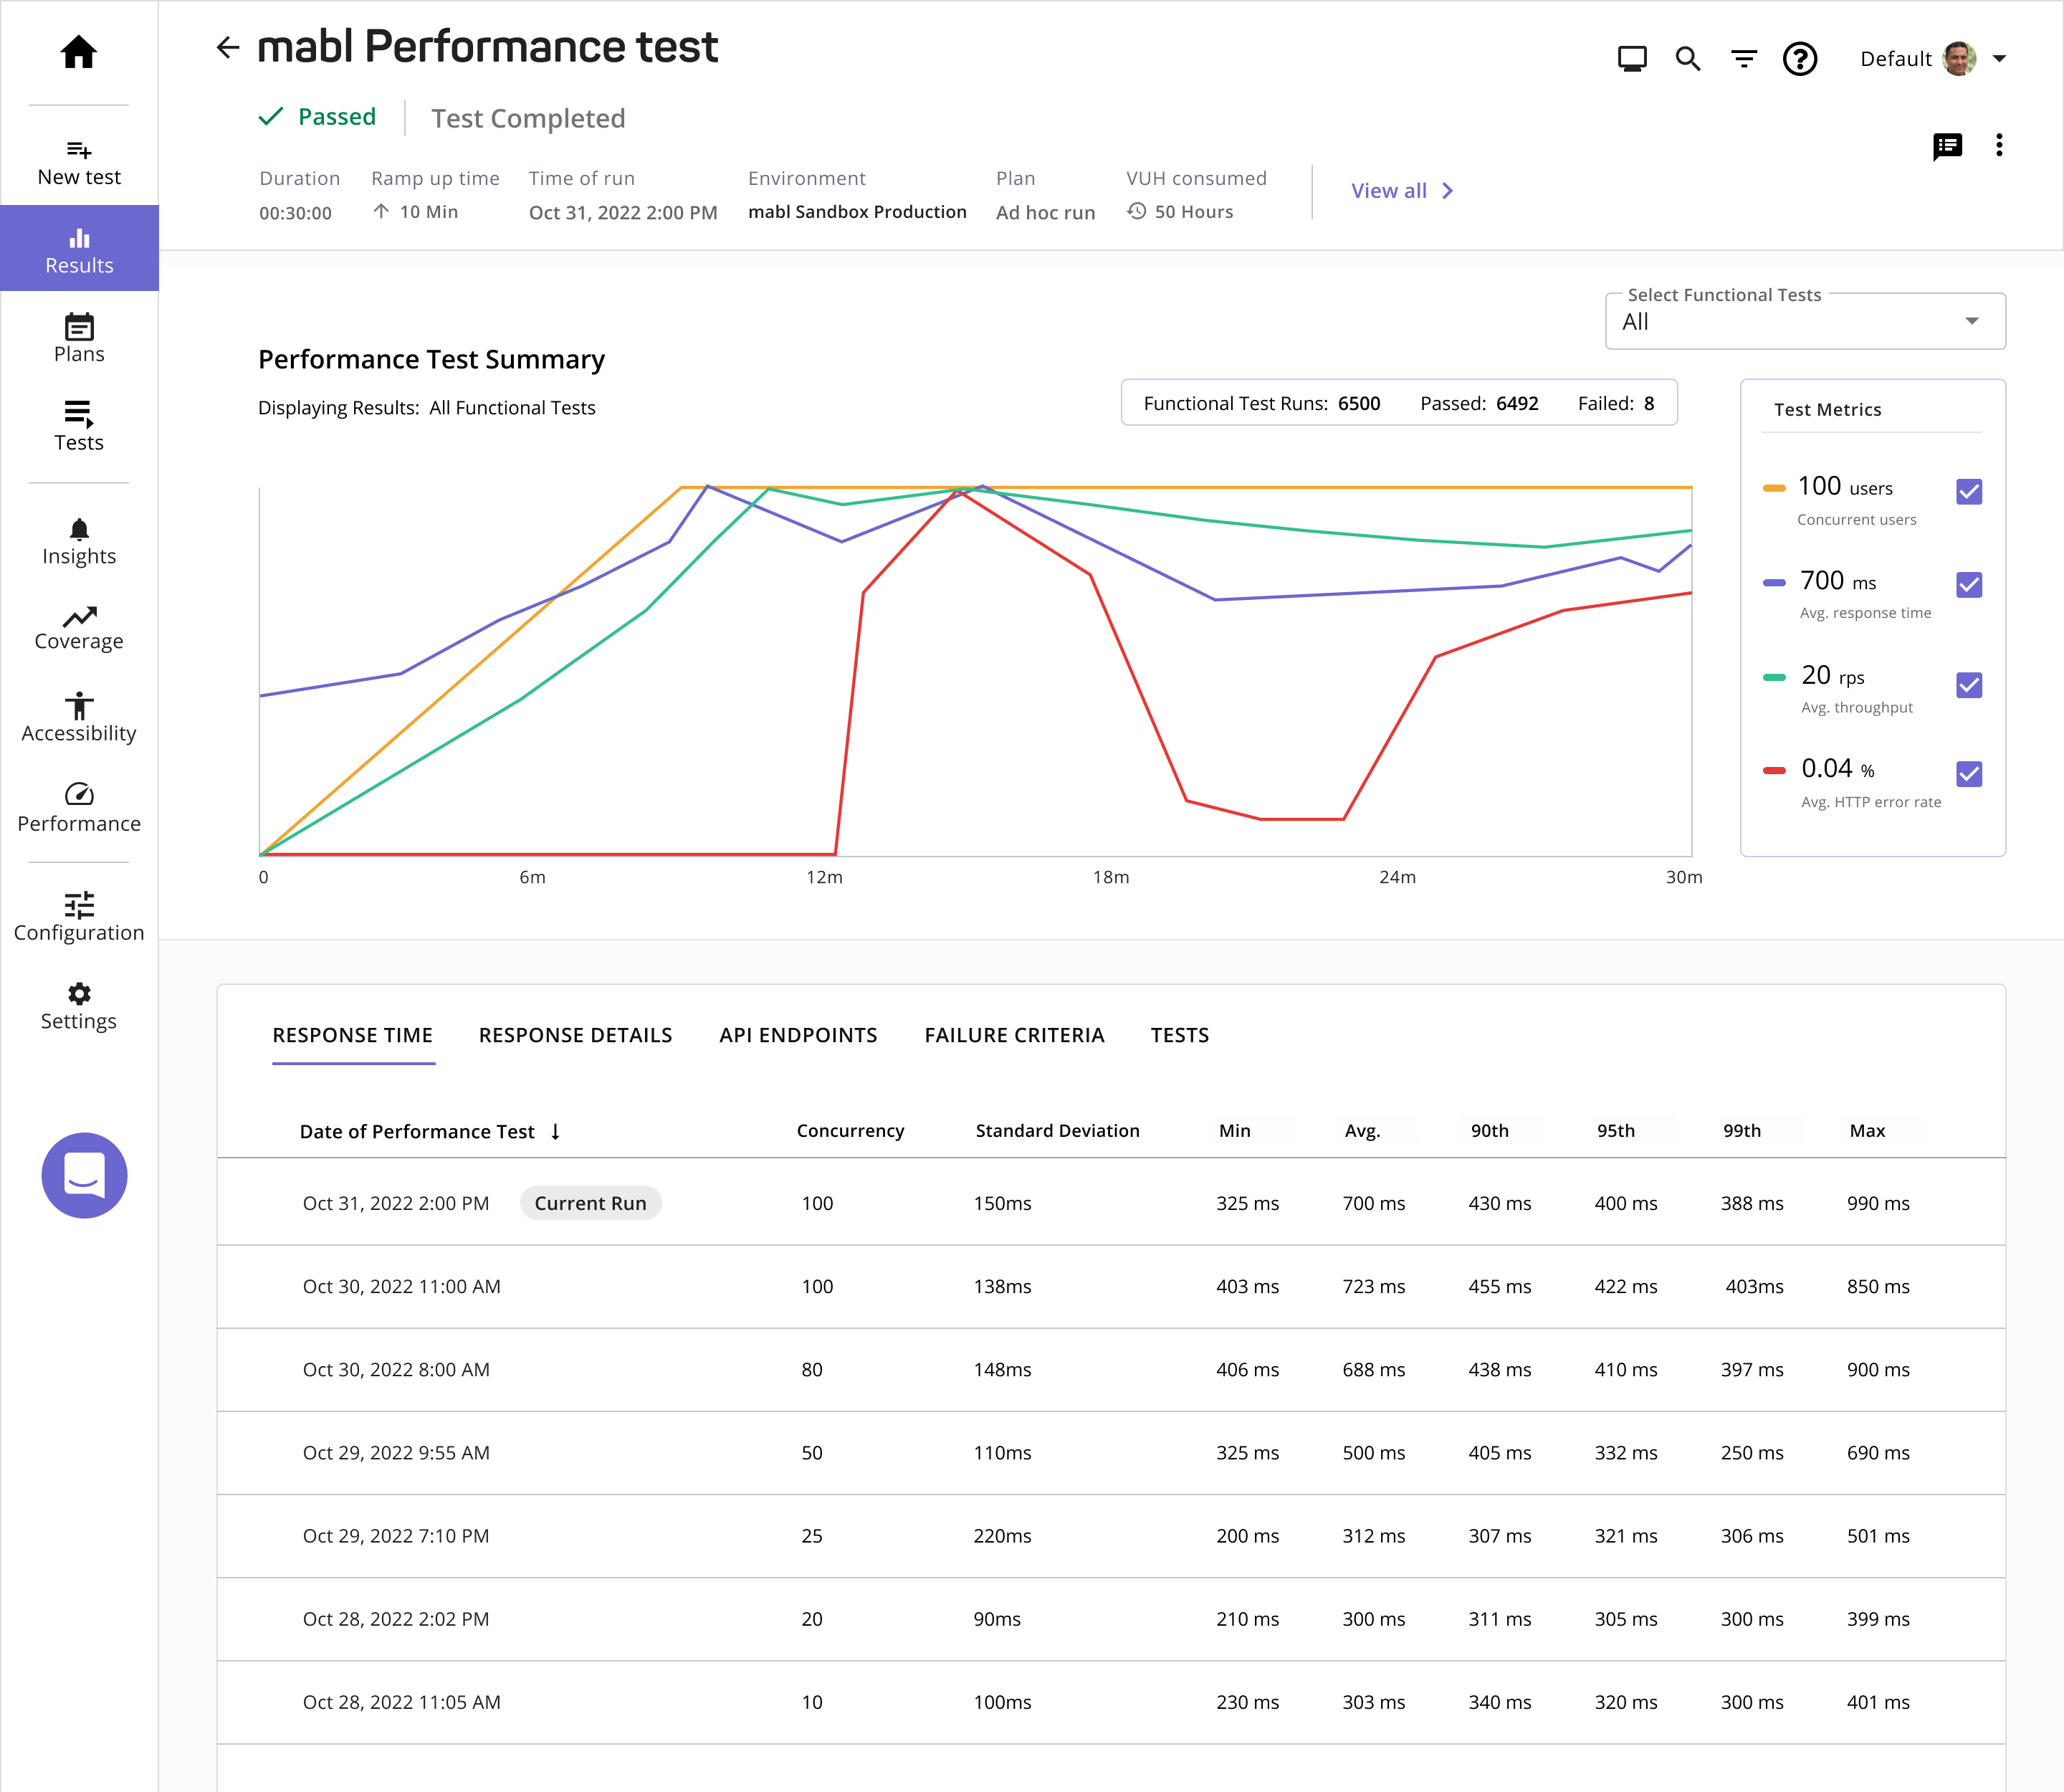 mabl Performance test
Default
Passed
Test Completed
Duration
Ramp up time
Time of run
Environment
Plan
VUH consumed
00:30:00
10 Min
Oct 31, 2022 2:00 PM
mabl Sandbox Production
Ad hoc run
50 Hours
View all
New test
Results
Plans
Tests
Insights
Coverage
Accessibility
Performance
Configuration
Settings
Select Functional Tests
All
Performance Test Summary
Displaying Results: All Functional Tests
Functional Test Runs: 6500 Passed: 6492 Failed: 8
Test Metrics
100 users
Concurrent users
700 ms
Avg. response time
20 rps
Avg. throughput
0.04 %
Avg. HTTP error rate
0 6m 12m 18m 24m 30m
RESPONSE TIME RESPONSE DETAILS API ENDPOINTS FAILURE CRITERIA TESTS
Date of Performance Test Concurrency Standard Deviation Min Avg. 90th 95th 99th Max
Oct 31, 2022 2:00 PM Current Run 100 150ms 325 ms 700 ms 430 ms 400 ms 388 ms 990 ms
Oct 30, 2022 11:00 AM 100 138ms 403 ms 723 ms 455 ms 422 ms 403ms 850 ms
Oct 30, 2022 8:00 AM 80 148ms 406 ms 688 ms 438 ms 410 ms 397 ms 900 ms
Oct 29, 2022 9:55 AM 50 110ms 325 ms 500 ms 405 ms 332 ms 250 ms 690 ms
Oct 29, 2022 7:10 PM 25 220ms 200 ms 312 ms 307 ms 321 ms 306 ms 501 ms
Oct 28, 2022 2:02 PM 20 90ms 210 ms 300 ms 311 ms 305 ms 300 ms 399 ms
Oct 28, 2022 11:05 AM 10 100ms 230 ms 303 ms 340 ms 320 ms 300 ms 401 ms